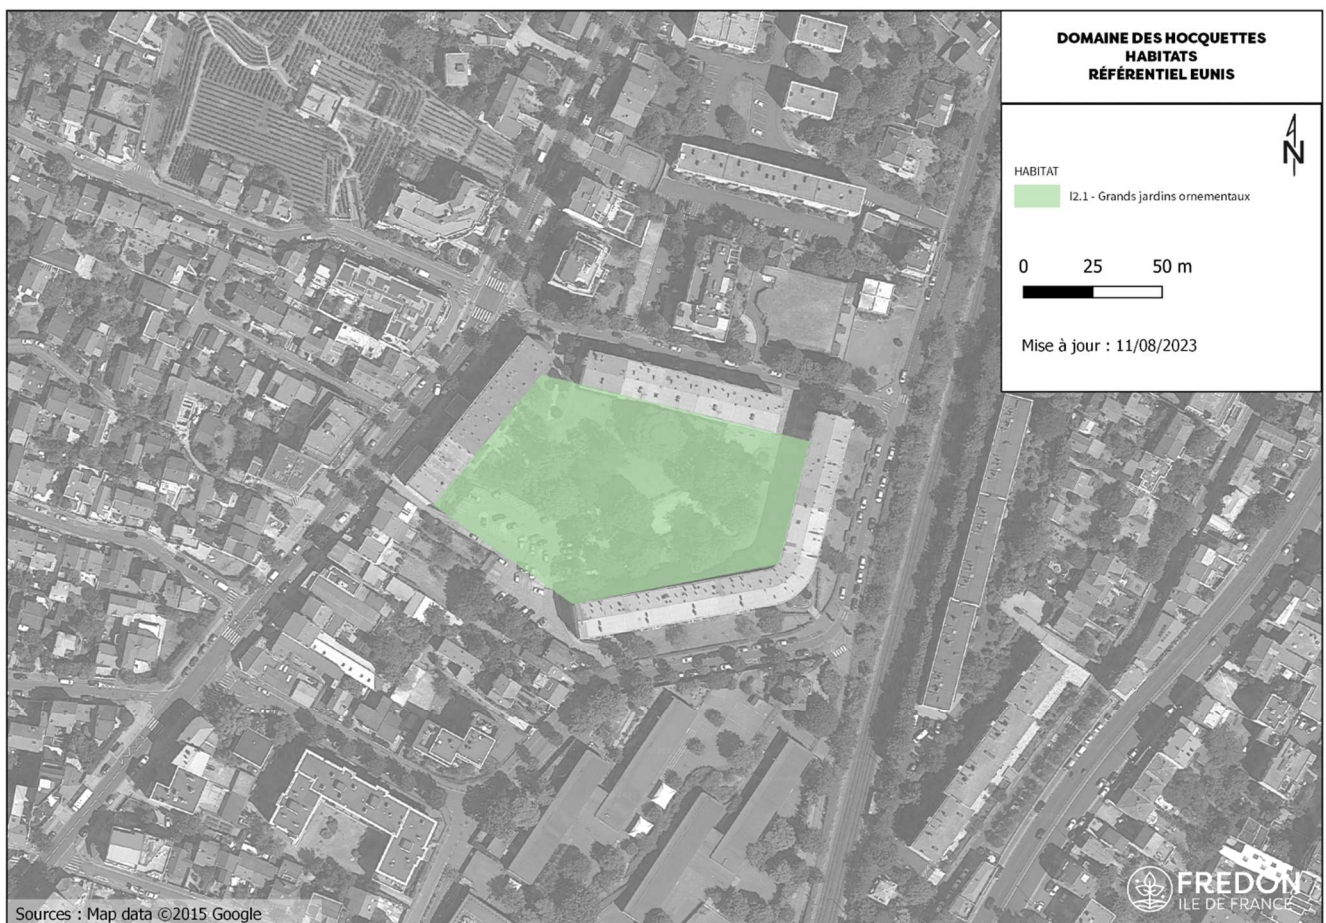 DOMAINE DES HOCQUETTES
HABITATS
RÉFÉRENTIEL EUNIS
N
HABITAT
I2.1 - Grands jardins ornementaux
0 25 50 m
Mise à jour : 11/08/2023
FREDON
ILE DE FRANCE
Sources : Map data ©2015 Google